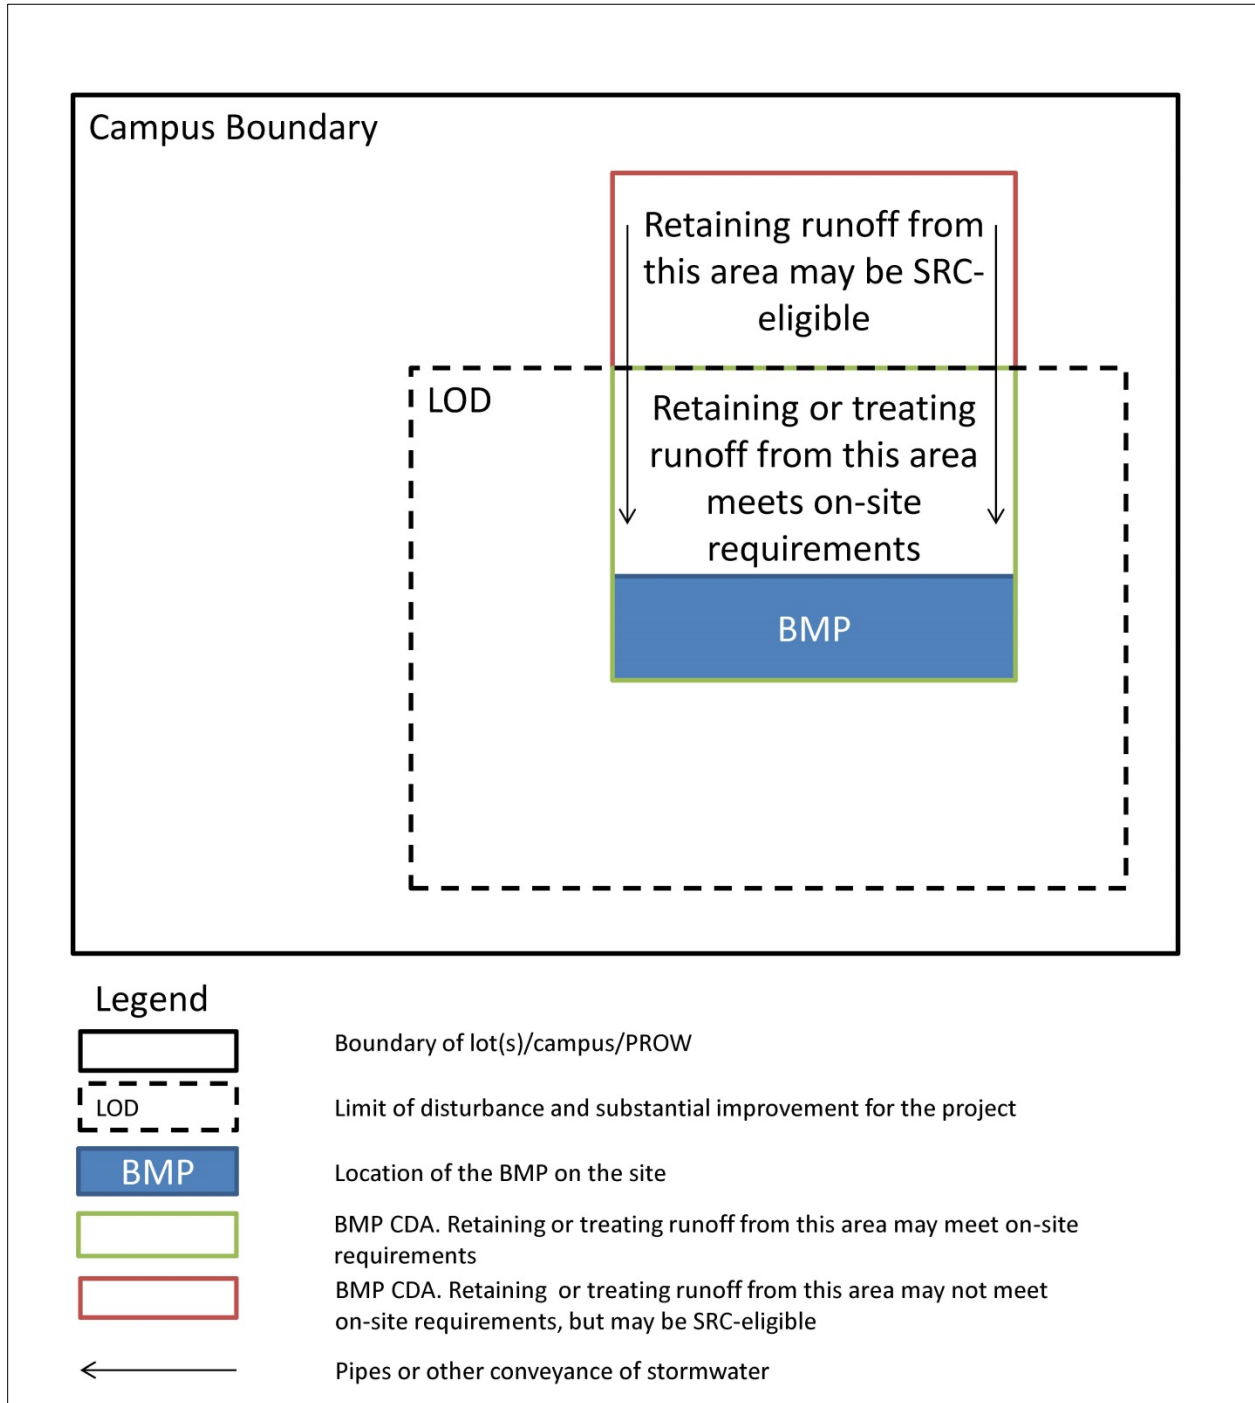 Campus Boundary
Retaining runoff from
this area may be SRC-
eligible
LOD
Retaining or treating
runoff from this area
meets on-site
requirements
BMP
Legend
Boundary of lot(s)/campus/PROW
LOD
Limit of disturbance and substantial improvement for the project
BMP
Location of the BMP on the site
BMP CDA. Retaining or treating runoff from this area may meet on-site
requirements
BMP CDA. Retaining or treating runoff from this area may not meet
on-site requirements, but may be SRC-eligible
Pipes or other conveyance of stormwater